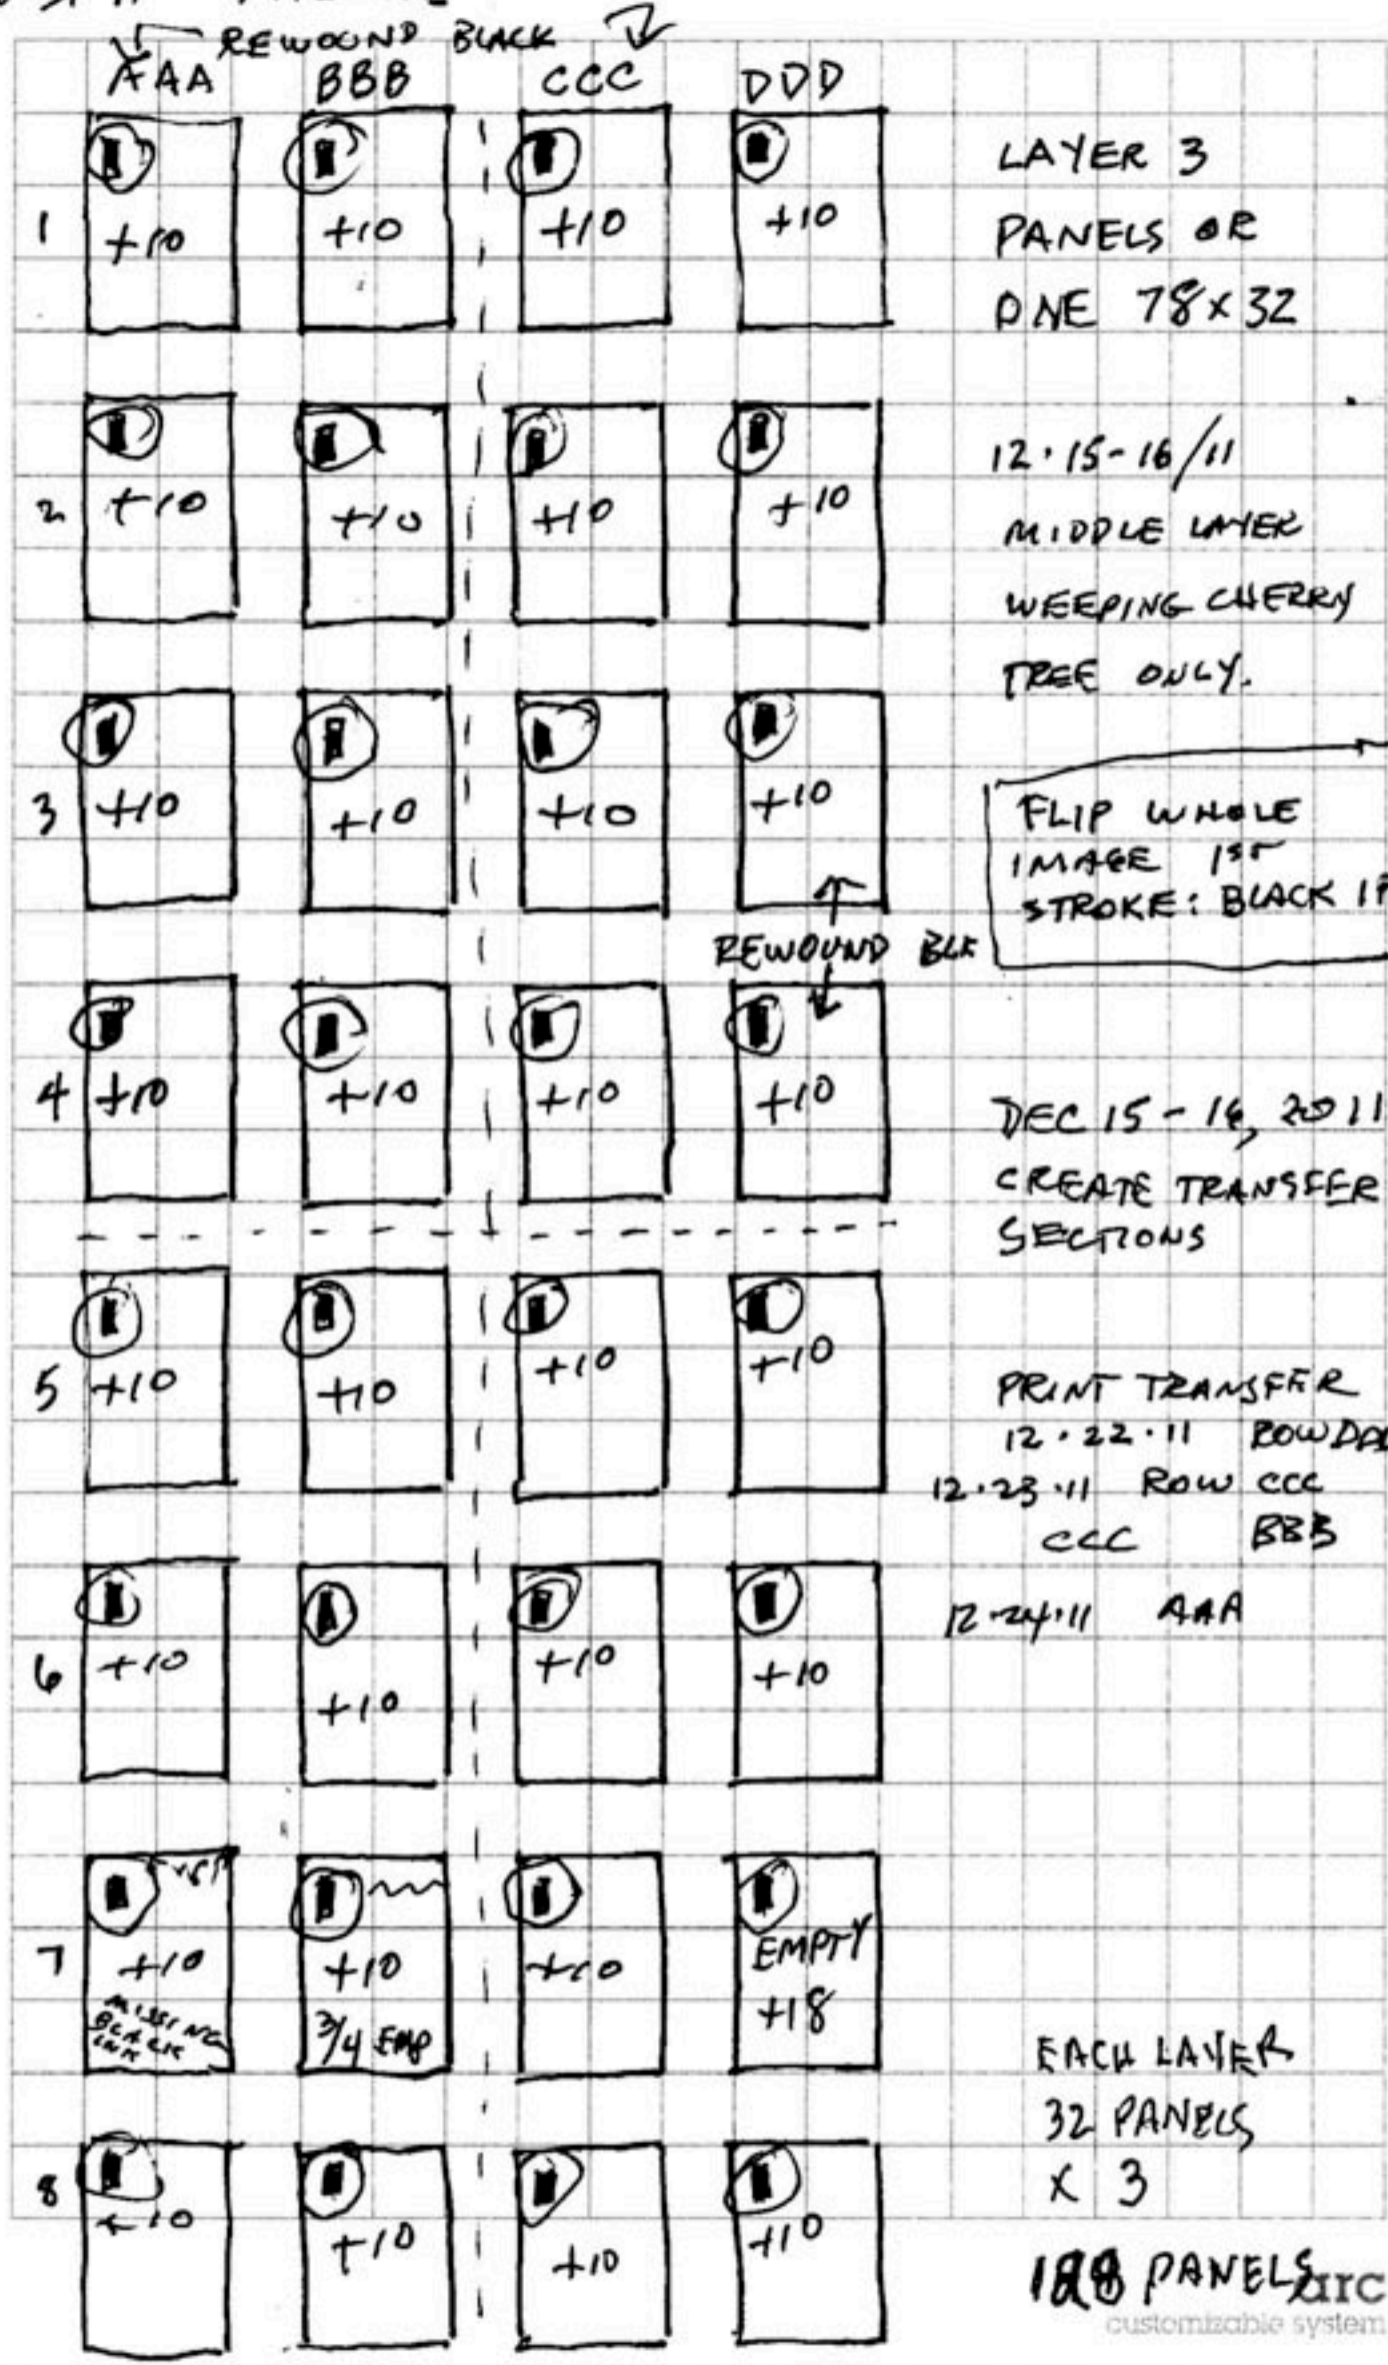 REWOUND BLACK
AAA BBB CCC DDD
1 +10 +10 +10 +10
2 +10 +10 +10 +10
3 +10 +10 +10 +10
REWOUND BLK
4 +10 +10 +10 +10
5 +10 +10 +10 +10
6 +10 +10 +10 +10
7 +10 +10 +10 EMPTY
MISSING BLACK INK 3/4 EMP +18
8 +10 +10 +10 +10
LAYER 3
PANELS OR
ONE 78x32
12·15-16/11
MIDDLE LAYER
WEEPING CHERRY
TREE ONLY.
FLIP WHOLE
IMAGE 1ST
STROKE: BLACK 1P
DEC 15-16, 2011
CREATE TRANSFER
SECTIONS
PRINT TRANSFER
12·22·11 ROW DDD
12·23·11 ROW CCC
CCC BBB
12·24·11 AAA
EACH LAYER
32 PANELS
x 3
PANELS
arc
customizable system